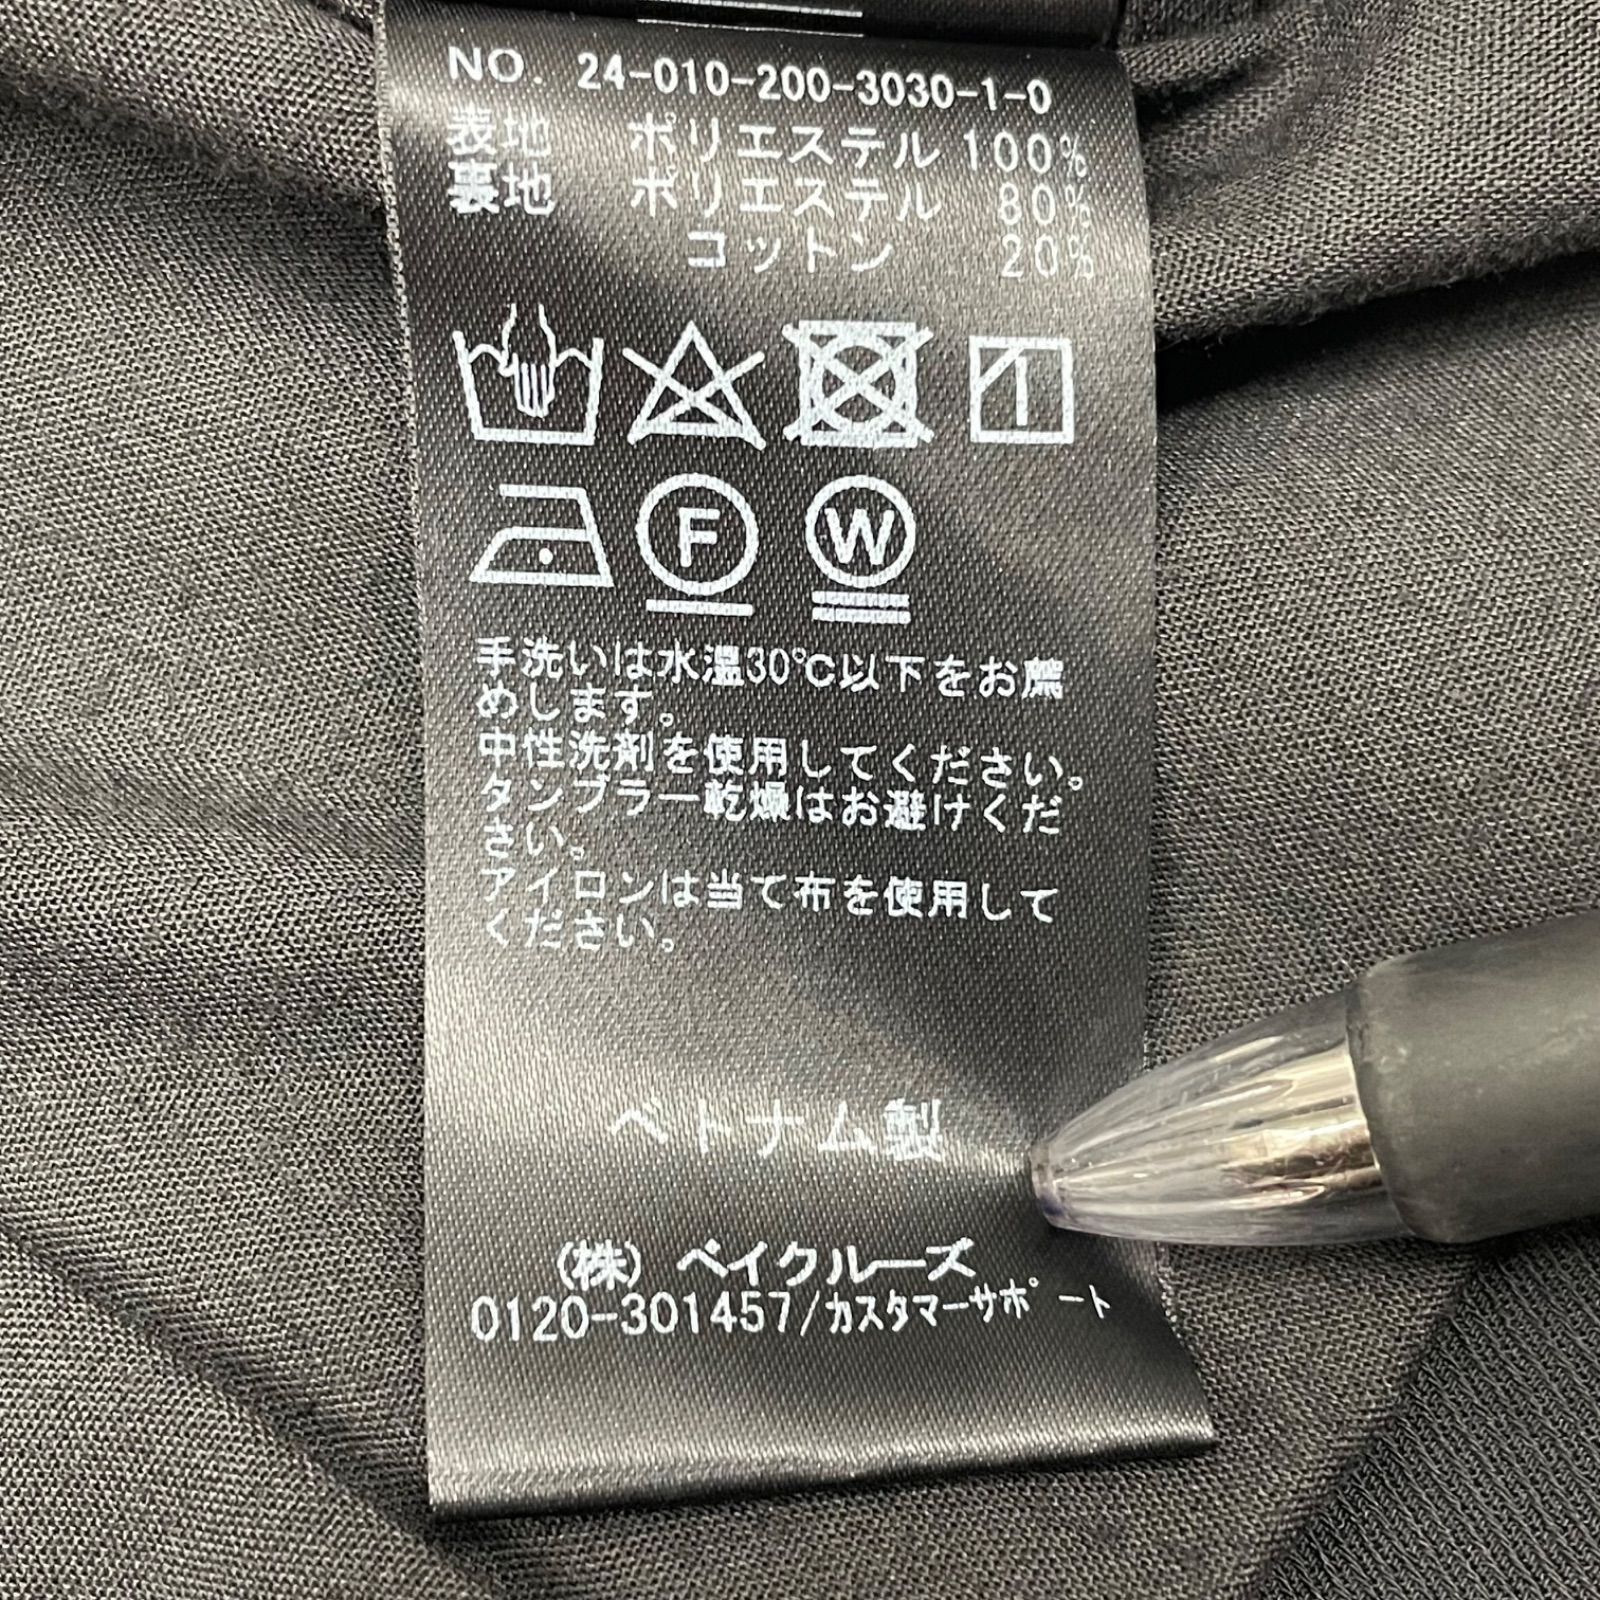 NO. 24-010-200-3030-1-0
表地 ポリエステル 100%
裏地 ポリエステル 80%
コットン 20%
F
W
手洗いは水温30℃以下をお薦
めします。
中性洗剤を使用してください。
タンブラー乾燥はお避けくだ
さい。
アイロンは当て布を使用して
ください。
ベトナム製
(株) ベイクルーズ
0120-301457/カスタマーサポート